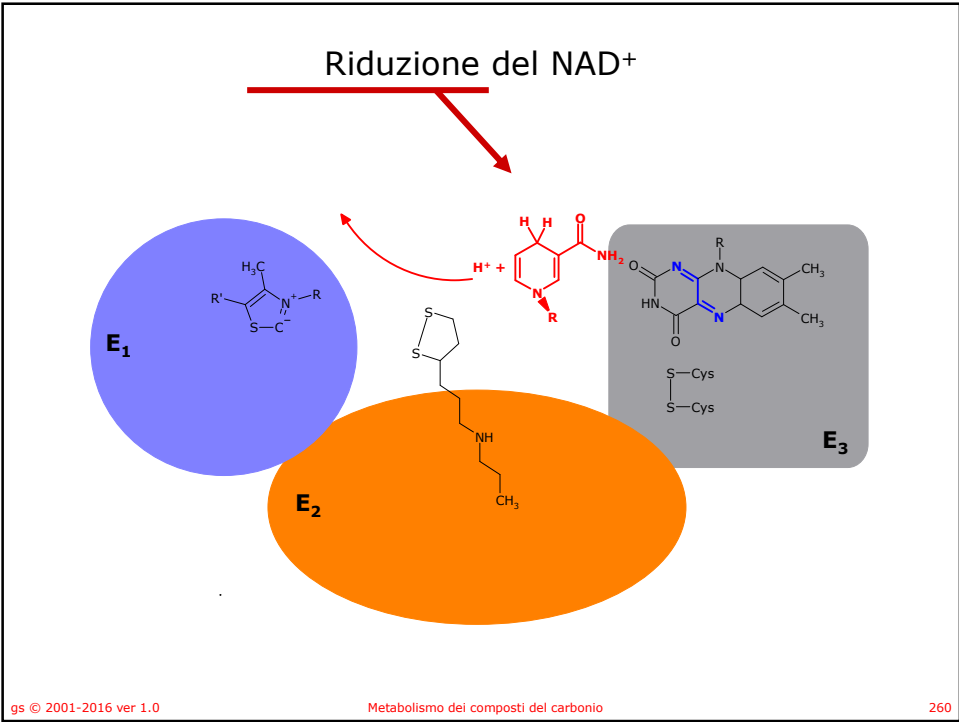 Riduzione del NAD⁺
H H O
H⁺ + NH₂
N
R
H₃C
R' N⁺ R
S C⁻
E₁
S
S
NH
CH₃
E₂
R
O N N CH₃
HN N CH₃
O
S Cys
S Cys
E₃
gs © 2001-2016 ver 1.0 Metabolismo dei composti del carbonio 260